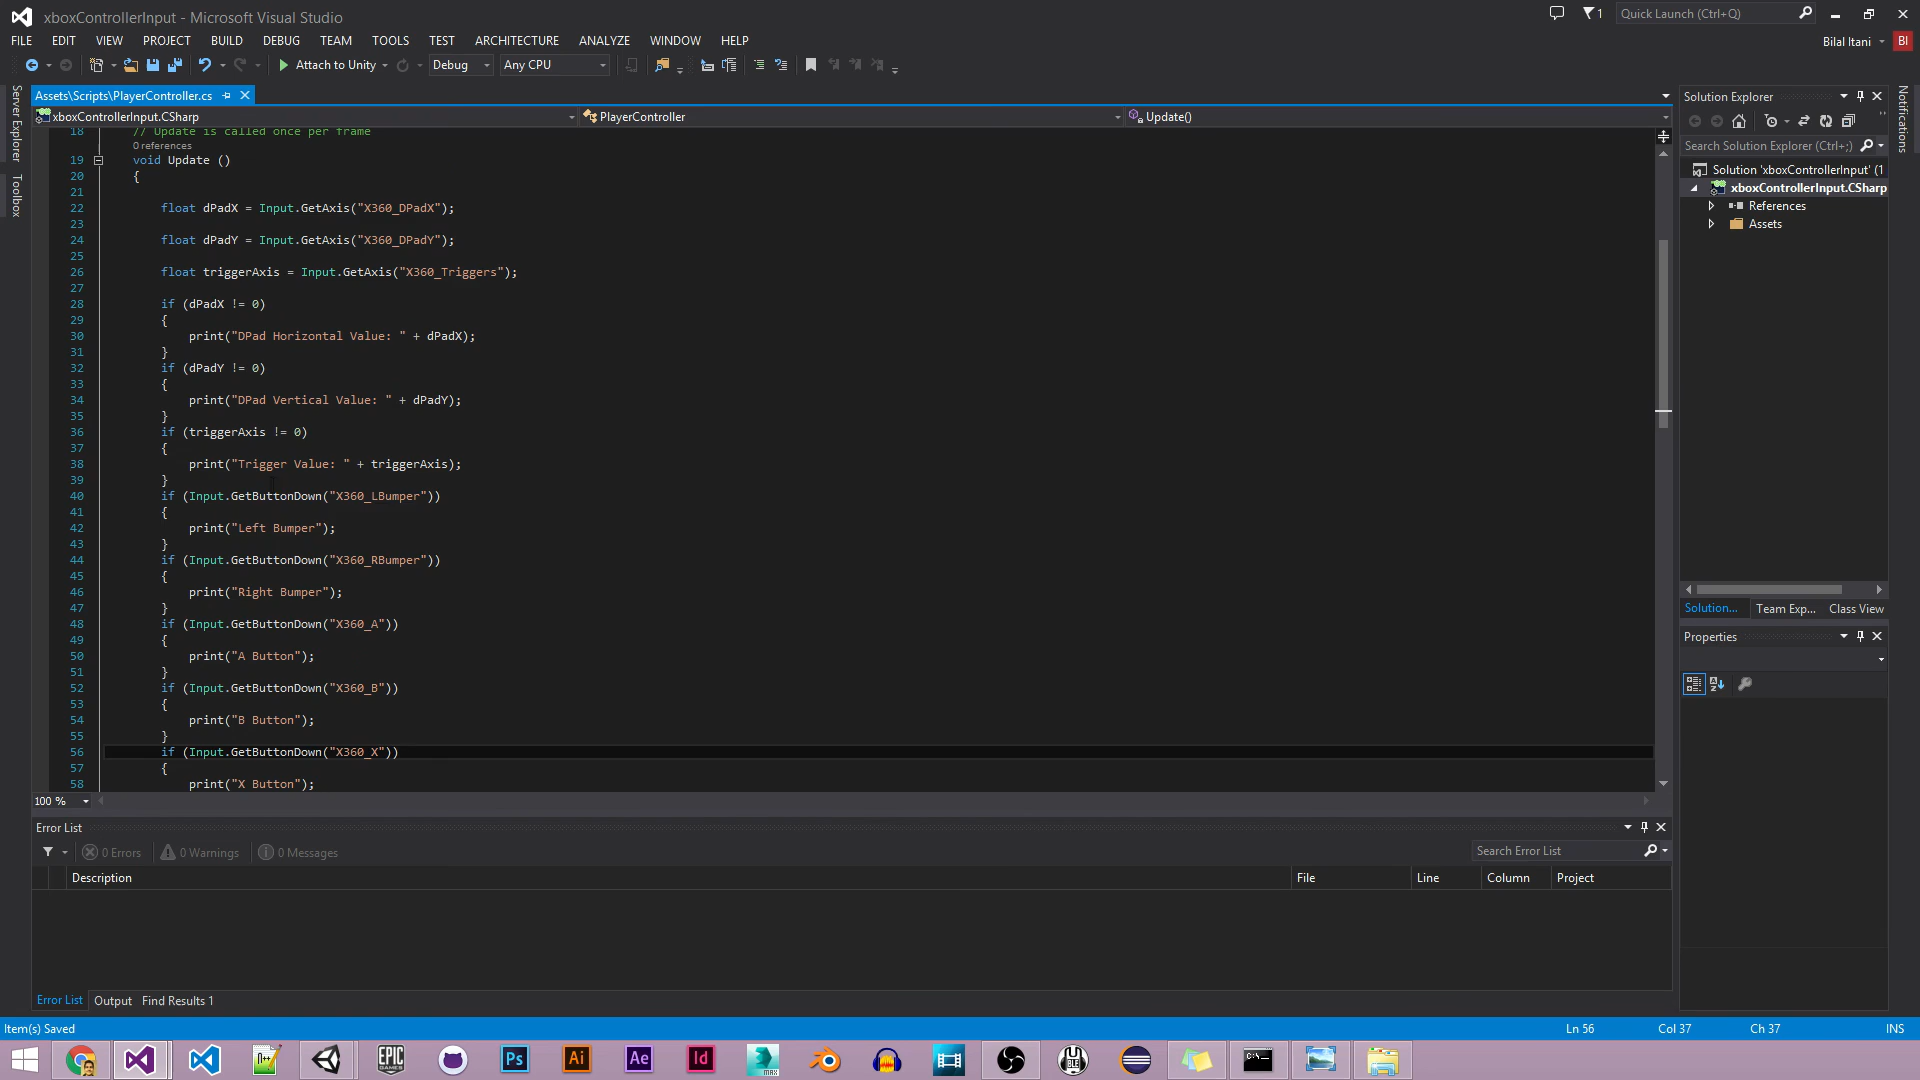 xboxControllerInput - Microsoft Visual Studio
1
Quick Launch (Ctrl+Q)
FILE EDIT VIEW PROJECT BUILD DEBUG TEAM TOOLS TEST ARCHITECTURE ANALYZE WINDOW HELP
Bilal Itani BI
Attach to Unity Debug Any CPU
Server Explorer
Toolbox
Assets\Scripts\PlayerController.cs
xboxControllerInput.CSharp PlayerController Update()
18 // Update is called once per frame
0 references
19 void Update ()
20 {
21
22 float dPadX = Input.GetAxis("X360_DPadX");
23
24 float dPadY = Input.GetAxis("X360_DPadY");
25
26 float triggerAxis = Input.GetAxis("X360_Triggers");
27
28 if (dPadX != 0)
29 {
30 print("DPad Horizontal Value: " + dPadX);
31 }
32 if (dPadY != 0)
33 {
34 print("DPad Vertical Value: " + dPadY);
35 }
36 if (triggerAxis != 0)
37 {
38 print("Trigger Value: " + triggerAxis);
39 }
40 if (Input.GetButtonDown("X360_LBumper"))
41 {
42 print("Left Bumper");
43 }
44 if (Input.GetButtonDown("X360_RBumper"))
45 {
46 print("Right Bumper");
47 }
48 if (Input.GetButtonDown("X360_A"))
49 {
50 print("A Button");
51 }
52 if (Input.GetButtonDown("X360_B"))
53 {
54 print("B Button");
55 }
56 if (Input.GetButtonDown("X360_X"))
57 {
58 print("X Button");
100 %
Solution Explorer
Search Solution Explorer (Ctrl+;)
Solution 'xboxControllerInput' (1
xboxControllerInput.CSharp
References
Assets
Solution... Team Exp... Class View
Properties
Notifications
Error List
0 Errors 0 Warnings 0 Messages
Search Error List
Description File Line Column Project
Error List Output Find Results 1
Item(s) Saved Ln 56 Col 37 Ch 37 INS
EPIC GAMES Ps Ai Ae MAX Id C:\_ UBLE